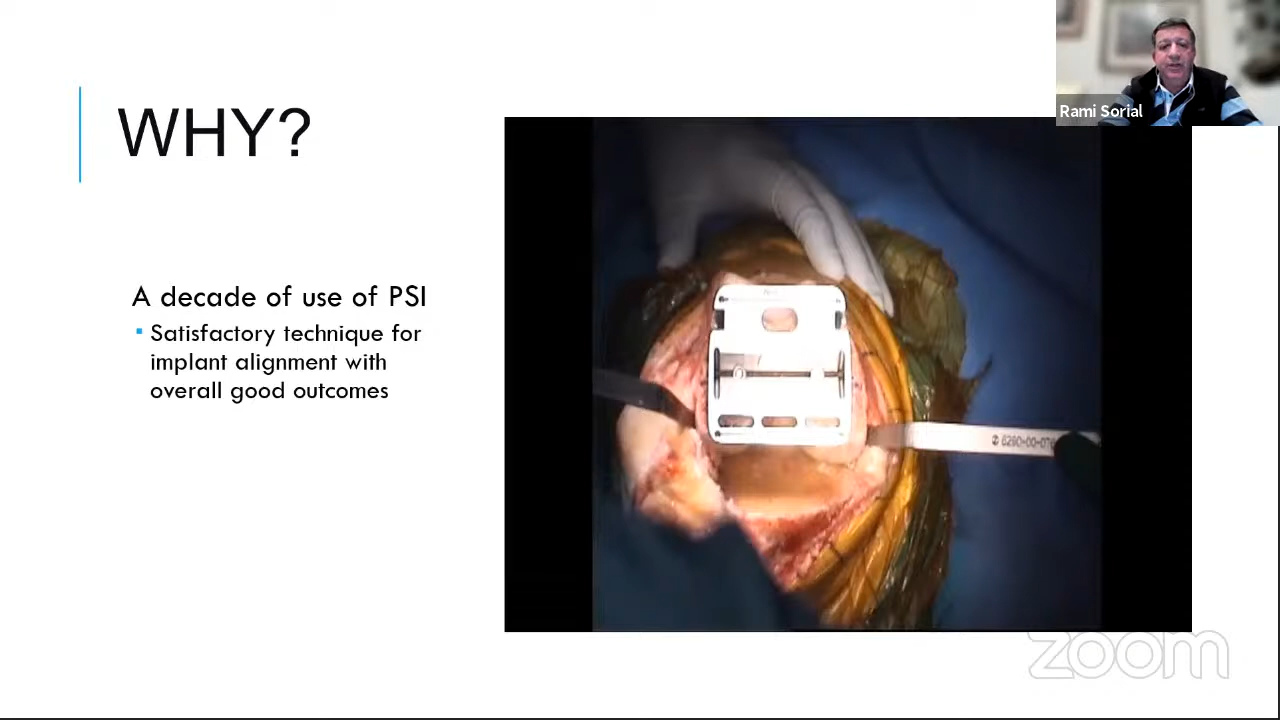 WHY?
Rami Sorial
A decade of use of PSI
Satisfactory technique for
implant alignment with
overall good outcomes
zoom